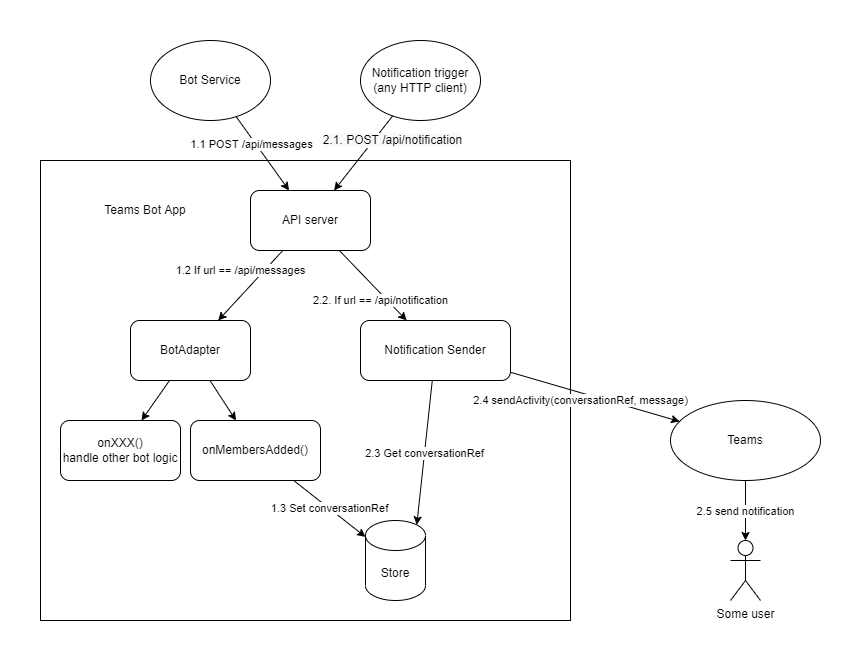 Bot Service
Notification trigger
(any HTTP client)
1.1 POST /api/messages
2.1. POST /api/notification
Teams Bot App
API server
1.2 If url == /api/messages
2.2. If url == /api/notification
BotAdapter
Notification Sender
2.4 sendActivity(conversationRef, message)
onXXX()
handle other bot logic
onMembersAdded()
Teams
2.3 Get conversationRef
1.3 Set conversationRef
2.5 send notification
Store
Some user